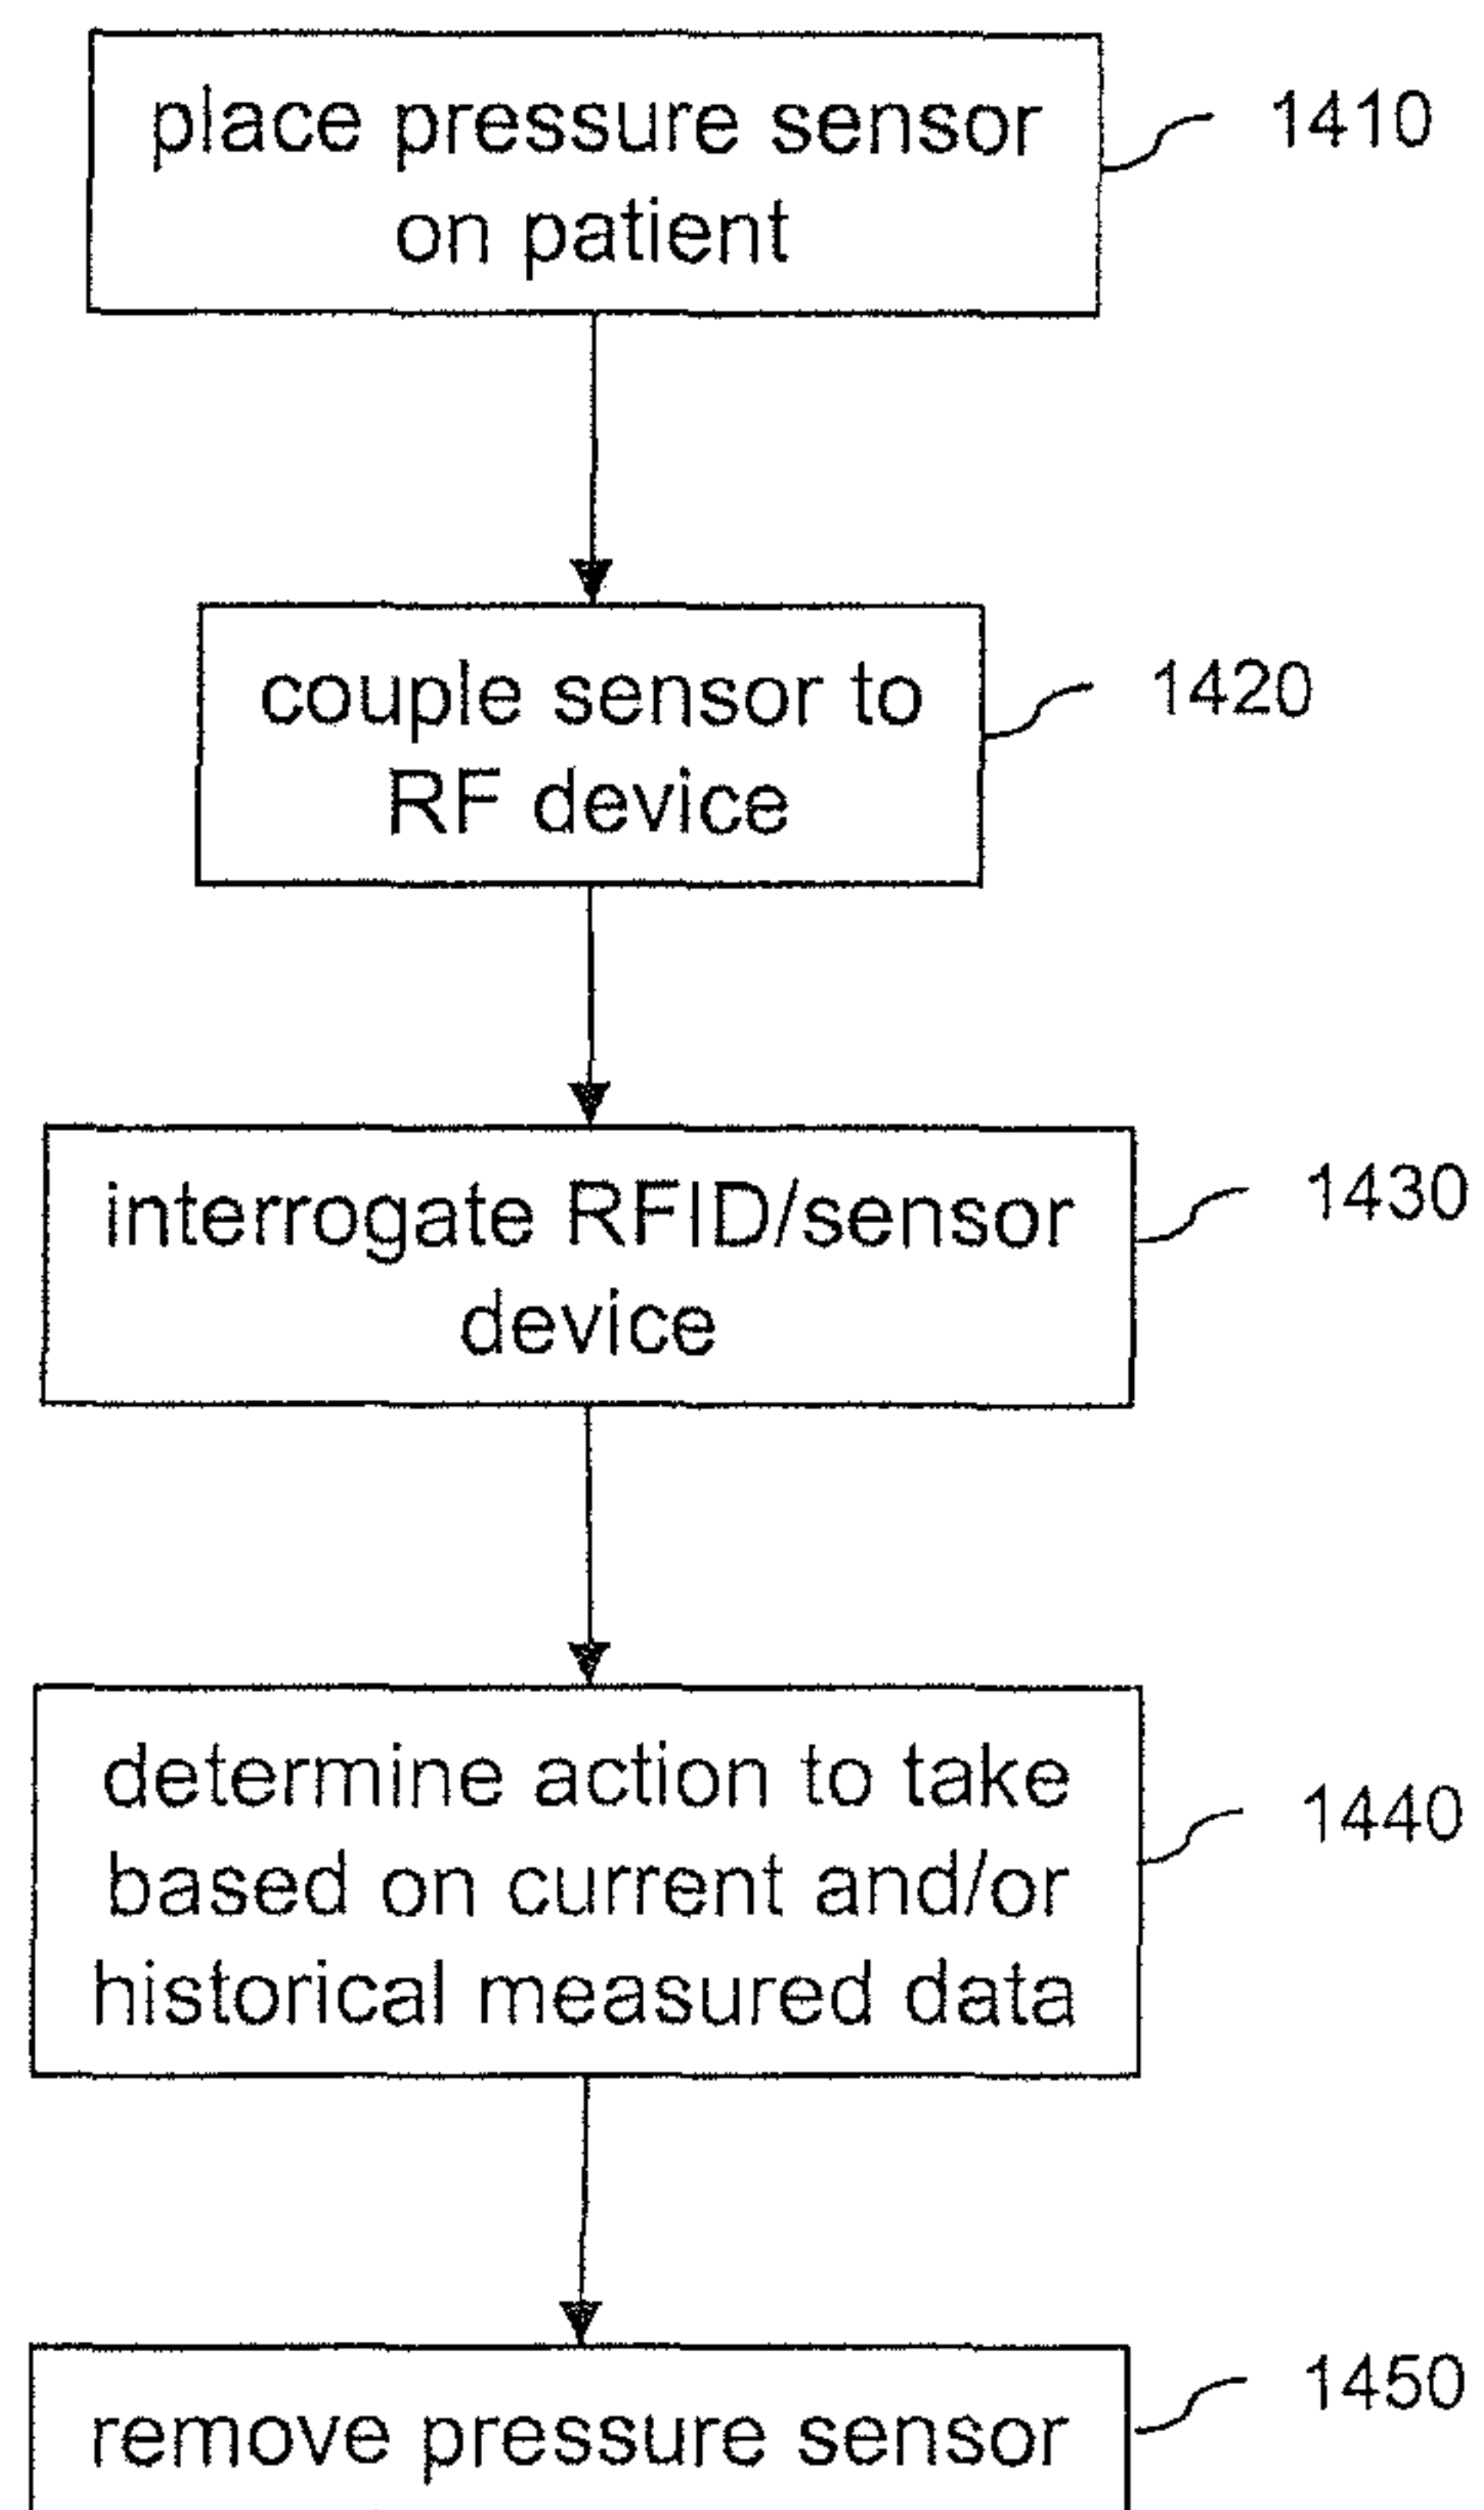 place pressure sensor
on patient
1410
couple sensor to
RF device
1420
interrogate RFID/sensor
device
1430
determine action to take
based on current and/or
historical measured data
1440
remove pressure sensor
1450